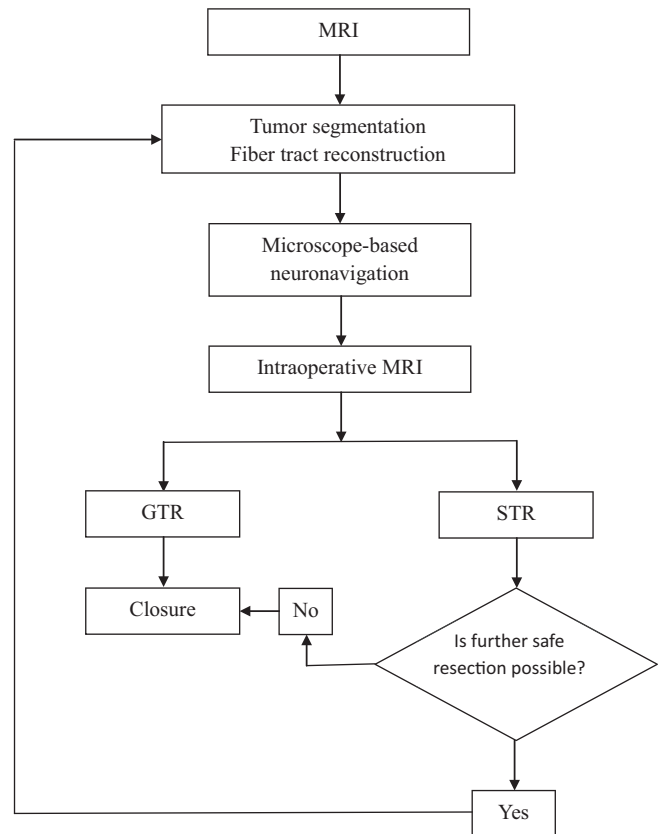 MRI
Tumor segmentation
Fiber tract reconstruction
Microscope-based
neuronavigation
Intraoperative MRI
GTR
STR
Closure
No
Is further safe
resection possible?
Yes